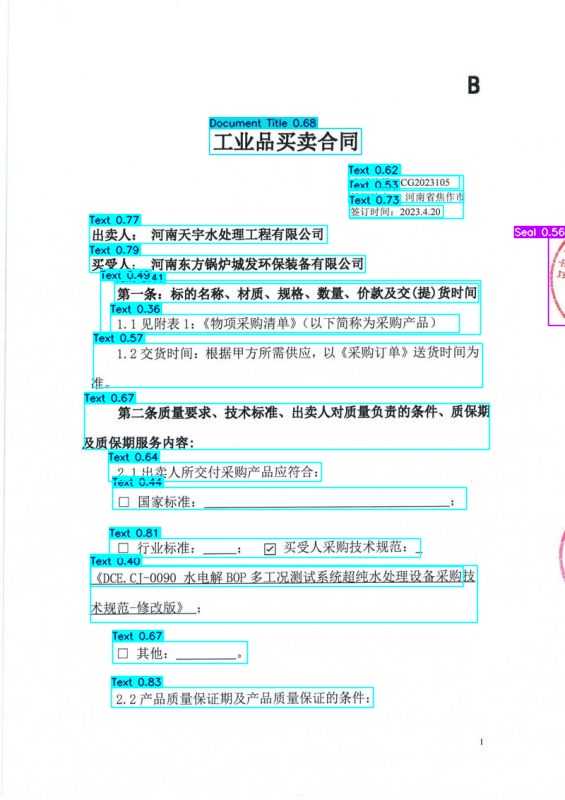 B
Document Title 0.68
工业品买卖合同
Text 0.62
Text 0.53 CG2023105
Text 0.73 河南省焦作市
签订时间：2023.4.20
Text 0.77
出卖人：河南天宇水处理工程有限公司
Text 0.79
买受人：河南东方锅炉城发环保装备有限公司
Seal 0.56
Text 0.49
第一条：标的名称、材质、规格、数量、价款及交(提)货时间
Text 0.36
1.1 见附表 1:《物项采购清单》（以下简称为采购产品）
Text 0.57
1.2 交货时间：根据甲方所需供应，以《采购订单》送货时间为
准。
Text 0.67
第二条质量要求、技术标准、出卖人对质量负责的条件、质保期
及质保期服务内容:
Text 0.64
2.1 出卖人所交付采购产品应符合：
Text 0.44
□ 国家标准：____；
Text 0.81
□ 行业标准：____； ☑ 买受人采购技术规范：_
Text 0.40
《DCE.CJ-0090 水电解 BOP 多工况测试系统超纯水处理设备采购技
术规范-修改版》；
Text 0.67
□ 其他：____。
Text 0.83
2.2 产品质量保证期及产品质量保证的条件：
1